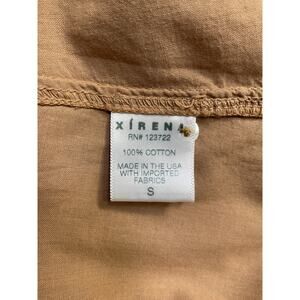 XÍRENA
RN# 123722
100% COTTON
MADE IN THE USA
WITH IMPORTED
FABRICS
S